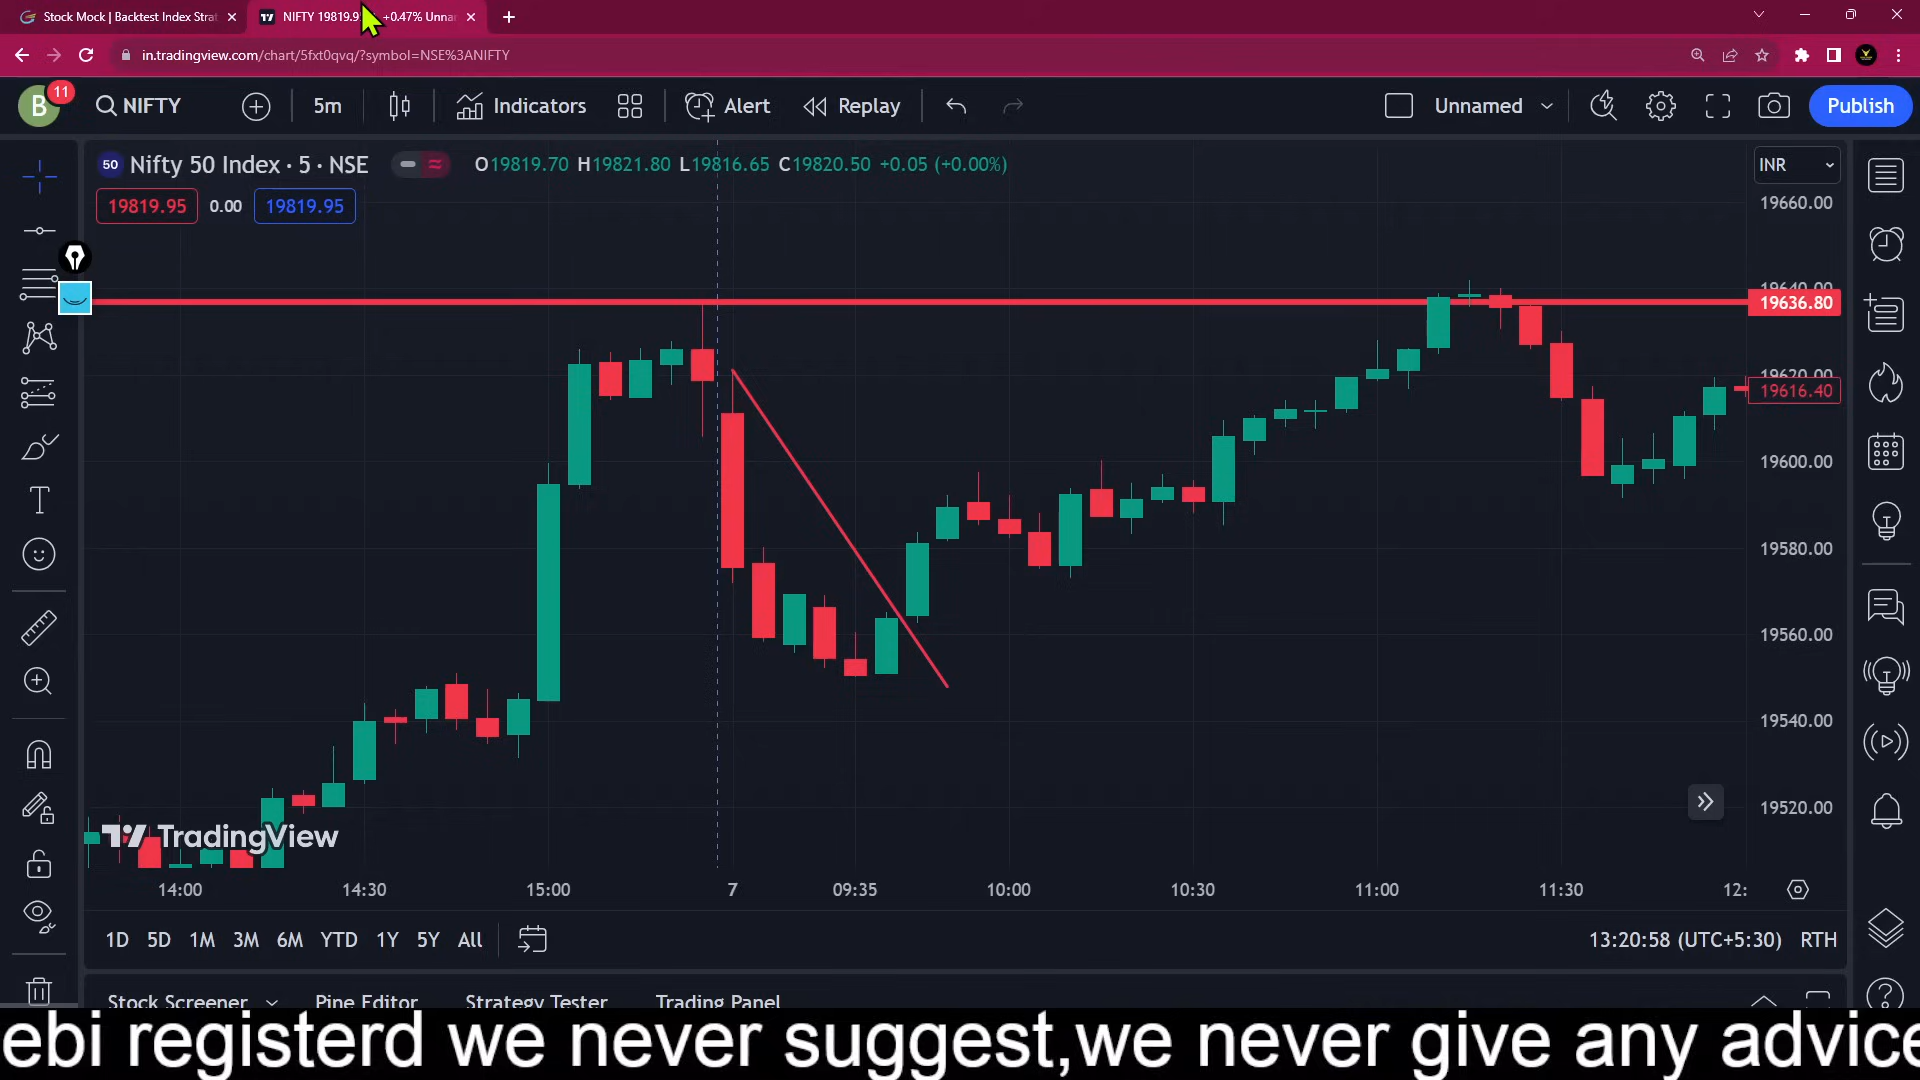 Stock Mock | Backtest Index Strat
NIFTY 19819.9 +0.47% Unna
in.tradingview.com/chart/5fxt0qvq/?symbol=NSE%3ANIFTY
B 11 NIFTY 5m Indicators Alert Replay Unnamed Publish
50 Nifty 50 Index · 5 · NSE O19819.70 H19821.80 L19816.65 C19820.50 +0.05 (+0.00%) INR
19819.95 0.00 19819.95
19660.00
19640.00
19636.80
19620.00
19616.40
19600.00
19580.00
19560.00
19540.00
19520.00
TradingView
14:00 14:30 15:00 7 09:35 10:00 10:30 11:00 11:30 12:
1D 5D 1M 3M 6M YTD 1Y 5Y All 13:20:58 (UTC+5:30) RTH
Stock Screener Pine Editor Strategy Tester Trading Panel
ebi registerd we never suggest,we never give any advice